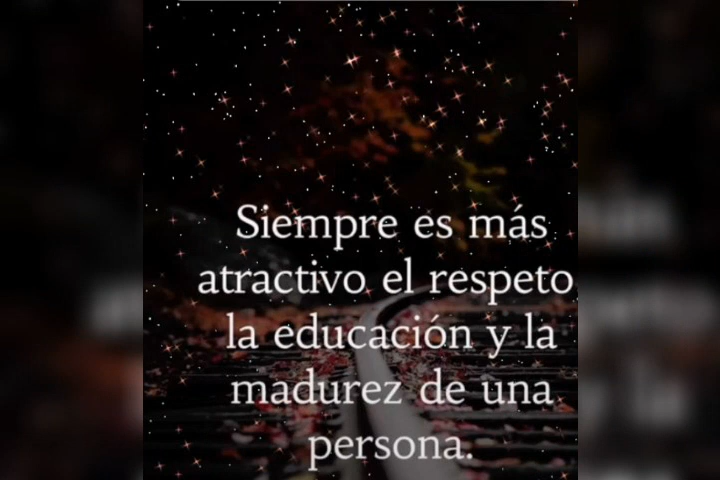 Siempre es más
atractivo el respeto
la educación y la
madurez de una
persona.